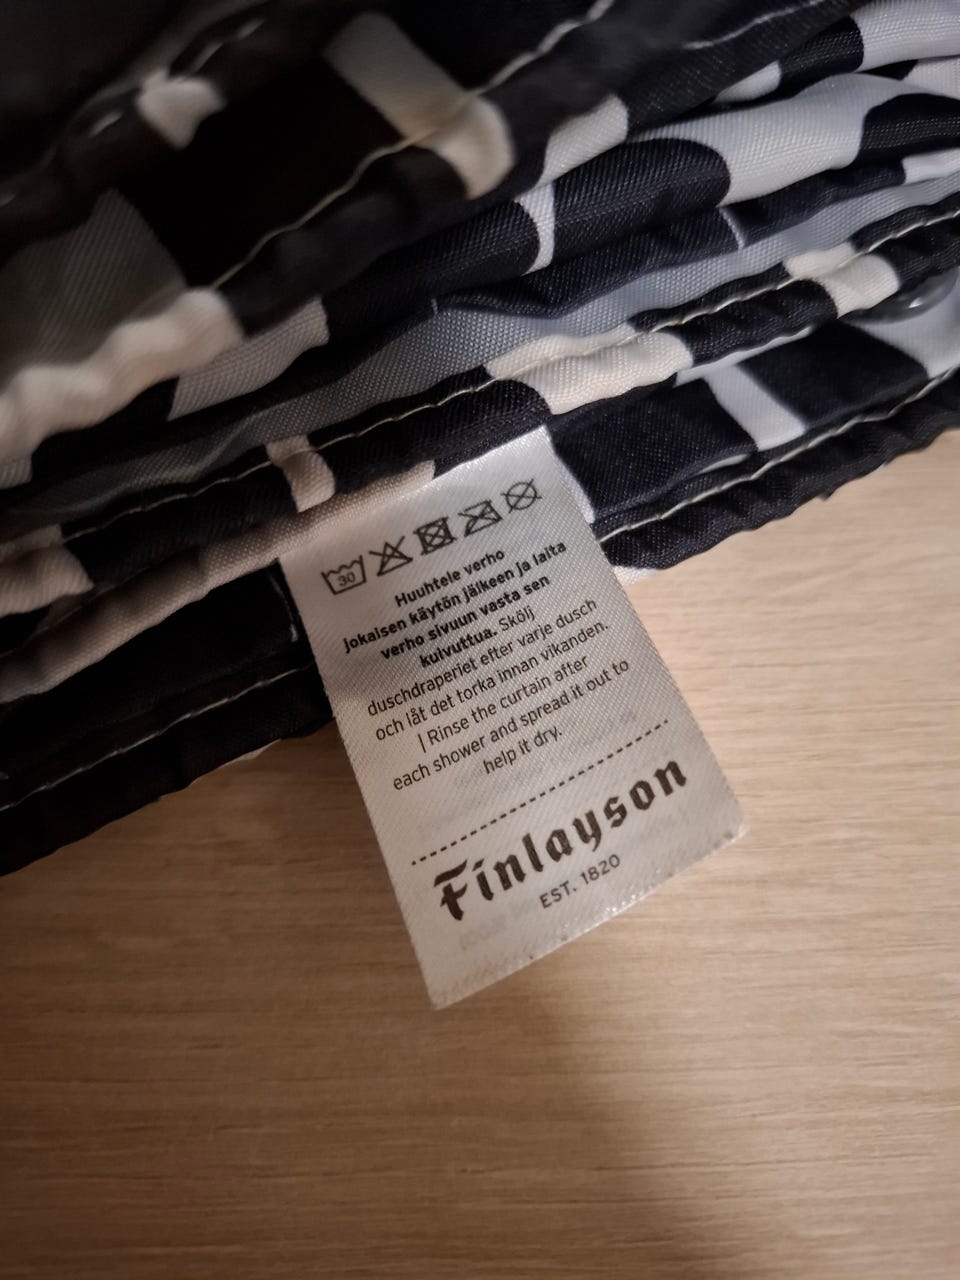 30
Huuhtele verho
jokaisen käytön jälkeen ja laita
verho sivuun vasta sen
kuivuttua. Skölj
duschdraperiet efter varje dusch
och låt det torka innan vikanden.
| Rinse the curtain after
each shower and spread it out to
help it dry.
Finlayson
EST. 1820